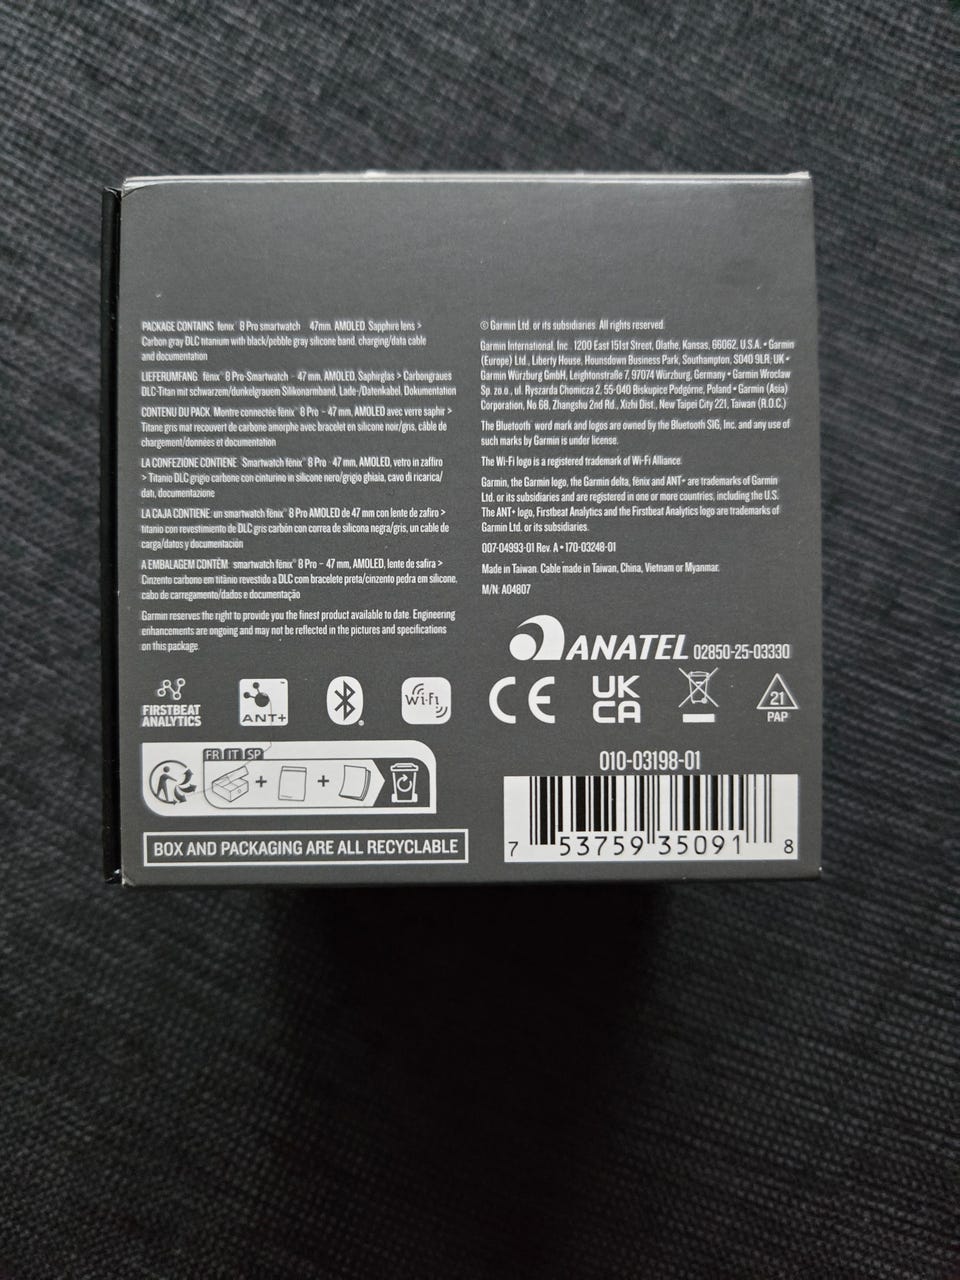 PACKAGE CONTAINS: fēnix® 8 Pro smartwatch – 47mm, AMOLED, Sapphire lens >
Carbon gray DLC titanium with black/pebble gray silicone band, charging/data cable
and documentation
LIEFERUMFANG: fēnix® 8 Pro-Smartwatch – 47 mm, AMOLED, Saphirglas > Carbongraues
DLC-Titan mit schwarzem/dunkelgrauem Silikonarmband, Lade-/Datenkabel, Dokumentation
CONTENU DU PACK: Montre connectée fēnix® 8 Pro – 47 mm, AMOLED avec verre saphir >
Titane gris mat recouvert de carbone amorphe avec bracelet en silicone noir/gris, câble de
chargement/données et documentation
LA CONFEZIONE CONTIENE: Smartwatch fēnix® 8 Pro - 47 mm, AMOLED, vetro in zaffiro
> Titanio DLC grigio carbone con cinturino in silicone nero/grigio ghiaia, cavo di ricarica/
dati, documentazione
LA CAJA CONTIENE: un smartwatch fēnix® 8 Pro AMOLED de 47 mm con lente de zafiro >
titanio con revestimiento de DLC gris carbón con correa de silicona negra/gris, un cable de
carga/datos y documentación
A EMBALAGEM CONTÉM: smartwatch fēnix® 8 Pro – 47 mm, AMOLED, lente de safira >
Cinzento carbono em titânio revestido a DLC com bracelete preta/cinzento pedra em silicone,
cabo de carregamento/dados e documentação
Garmin reserves the right to provide you the finest product available to date. Engineering
enhancements are ongoing and may not be reflected in the pictures and specifications
on this package.
© Garmin Ltd. or its subsidiaries. All rights reserved.
Garmin International, Inc. 1200 East 151st Street, Olathe, Kansas, 66062, U.S.A. • Garmin
(Europe) Ltd., Liberty House, Hounsdown Business Park, Southampton, SO40 9LR, UK •
Garmin Würzburg GmbH, Leightonstraße 7, 97074 Würzburg, Germany • Garmin Wroclaw
Sp. zo.o., ul. Ryszarda Chomicza 2, 55-040 Biskupice Podgórne, Poland • Garmin (Asia)
Corporation, No. 68, Zhangshu 2nd Rd., Xizhi Dist., New Taipei City 221, Taiwan (R.O.C.)
The Bluetooth® word mark and logos are owned by the Bluetooth SIG, Inc. and any use of
such marks by Garmin is under license.
The Wi-Fi logo is a registered trademark of Wi-Fi Alliance.
Garmin, the Garmin logo, the Garmin delta, fēnix and ANT+ are trademarks of Garmin
Ltd. or its subsidiaries and are registered in one or more countries, including the U.S.
The ANT+ logo, Firstbeat Analytics and the Firstbeat Analytics logo are trademarks of
Garmin Ltd. or its subsidiaries.
007-04993-01 Rev. A • 170-03248-01
Made in Taiwan. Cable made in Taiwan, China, Vietnam or Myanmar.
M/N: A04807
ANATEL 02850-25-03330
FIRSTBEAT
ANALYTICS
ANT+
Wi-Fi
CE
UK
CA
21
PAP
FR IT SP
BOX AND PACKAGING ARE ALL RECYCLABLE
010-03198-01
7 53759 35091 8